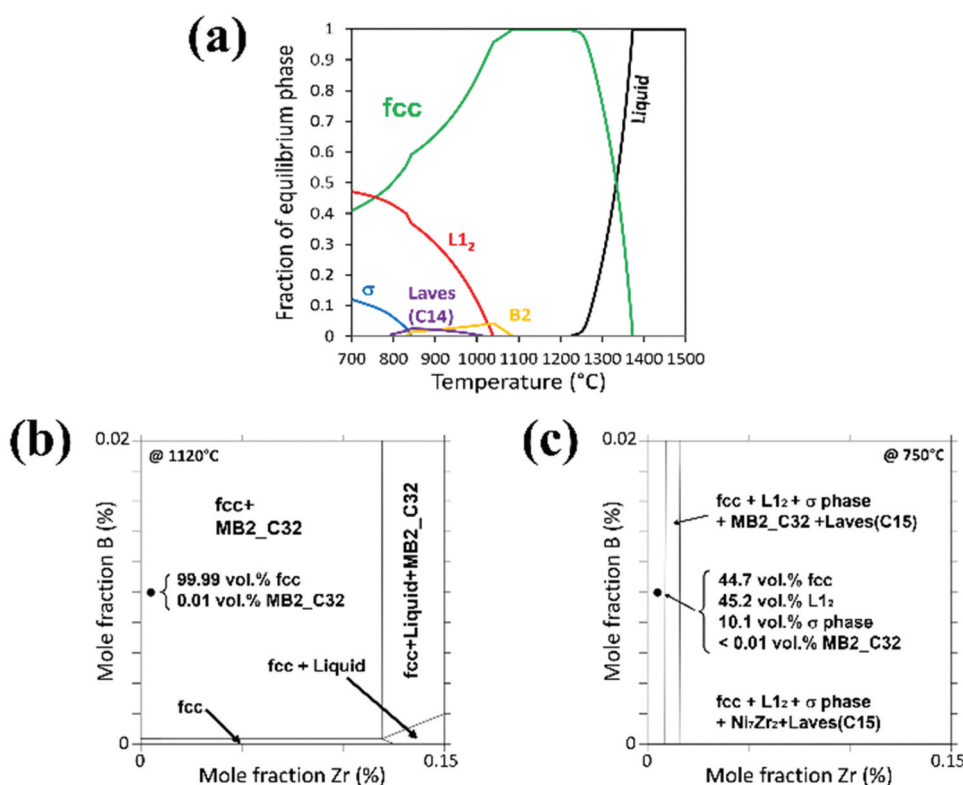 (a)
Fraction of equilibrium phase
1
0.9
0.8
0.7
0.6
0.5
0.4
0.3
0.2
0.1
0
fcc
Liquid
L1₂
σ
Laves
(C14)
B2
700 800 900 1000 1100 1200 1300 1400 1500
Temperature (°C)
(b)
0.02
@ 1120°C
Mole fraction B (%)
fcc+
MB2_C32
99.99 vol.% fcc
0.01 vol.% MB2_C32
fcc+Liquid+MB2_C32
fcc + Liquid
fcc
0
0
0.15
Mole fraction Zr (%)
(c)
0.02
@ 750°C
Mole fraction B (%)
fcc + L1₂ + σ phase
+ MB2_C32 +Laves(C15)
44.7 vol.% fcc
45.2 vol.% L1₂
10.1 vol.% σ phase
< 0.01 vol.% MB2_C32
fcc + L1₂ + σ phase
+ Ni₇Zr₂+Laves(C15)
0
0
0.15
Mole fraction Zr (%)